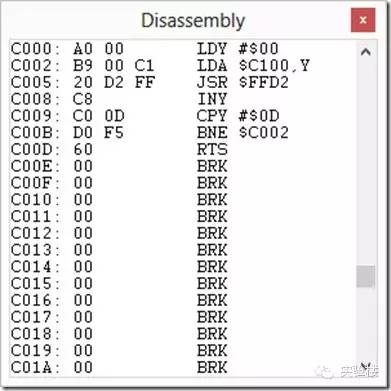 Disassembly
x
C000: A0 00 LDY #$00
C002: B9 00 C1 LDA $C100,Y
C005: 20 D2 FF JSR $FFD2
C008: C8 INY
C009: C0 0D CPY #$0D
C00B: D0 F5 BNE $C002
C00D: 60 RTS
C00E: 00 BRK
C00F: 00 BRK
C010: 00 BRK
C011: 00 BRK
C012: 00 BRK
C013: 00 BRK
C014: 00 BRK
C015: 00 BRK
C016: 00 BRK
C017: 00 BRK
C018: 00 BRK
C019: 00 BRK
C01A: 00 BRK
实验楼